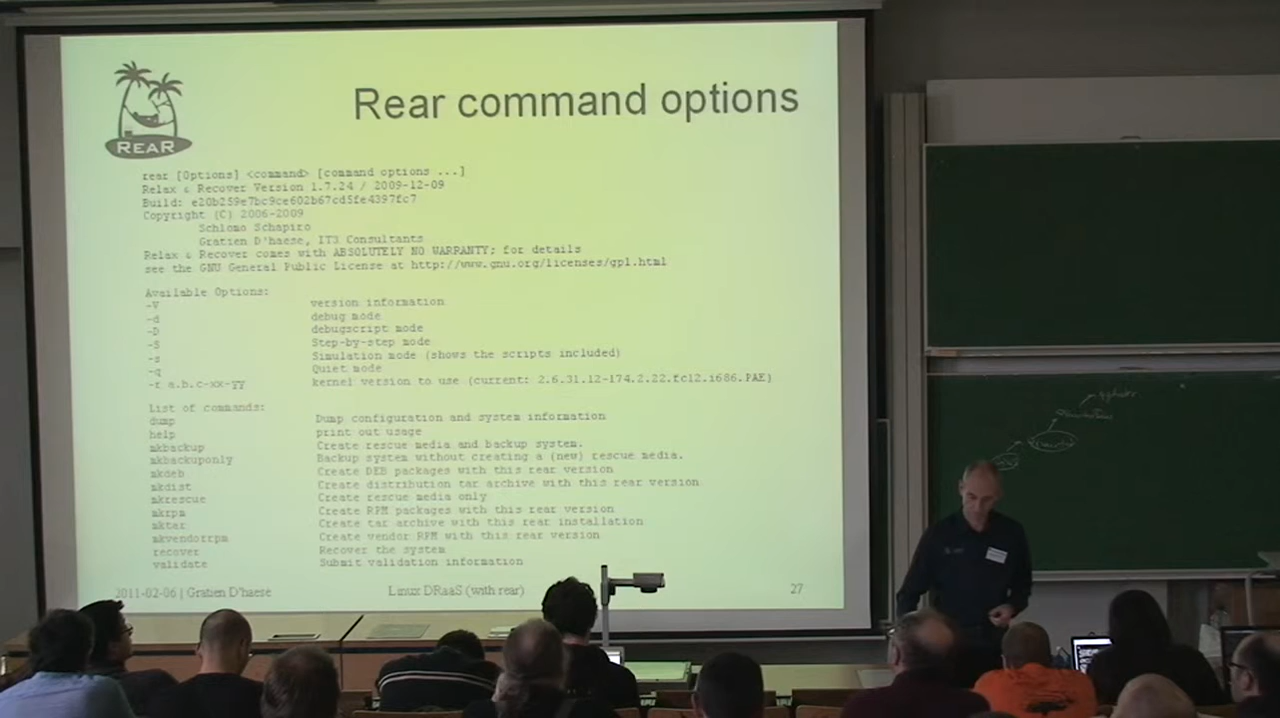 REAR
Rear command options
rear [Options] <command> [command options ...]
Relax & Recover Version 1.7.24 / 2009-12-09
Build: e20b259e7bc9ce602b67cd5fe4397fc7
Copyright (C) 2006-2009
Schlomo Schapiro
Gratien D'haese, IT3 Consultants
Relax & Recover comes with ABSOLUTELY NO WARRANTY; for details
see the GNU General Public License at http://www.gnu.org/licenses/gpl.html
Available Options:
-V version information
-d debug mode
-D debugscript mode
-S Step-by-step mode
-s Simulation mode (shows the scripts included)
-q Quiet mode
-r a.b.c-xx-yy kernel version to use (current: 2.6.31.12-174.2.22.fc12.i686.PAE)
List of commands:
dump Dump configuration and system information
help print out usage
mkbackup Create rescue media and backup system.
mkbackuponly Backup system without creating a (new) rescue media.
mkdeb Create DEB packages with this rear version
mkdist Create distribution tar archive with this rear version
mkrescue Create rescue media only
mkrpm Create RPM packages with this rear version
mktar Create tar archive with this rear installation
mkvendorrpm Create vendor RPM with this rear version
recover Recover the system
validate Submit validation information
2011-02-06 | Gratien D'haese Linux DRaaS (with rear) 27